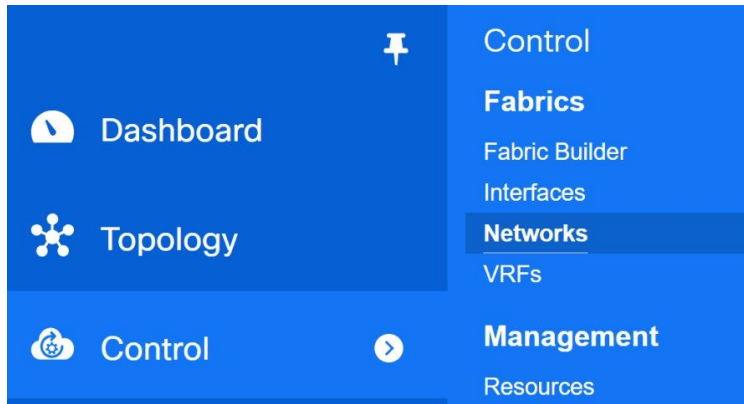 Dashboard
Topology
Control
Control
Fabrics
Fabric Builder
Interfaces
Networks
VRFs
Management
Resources